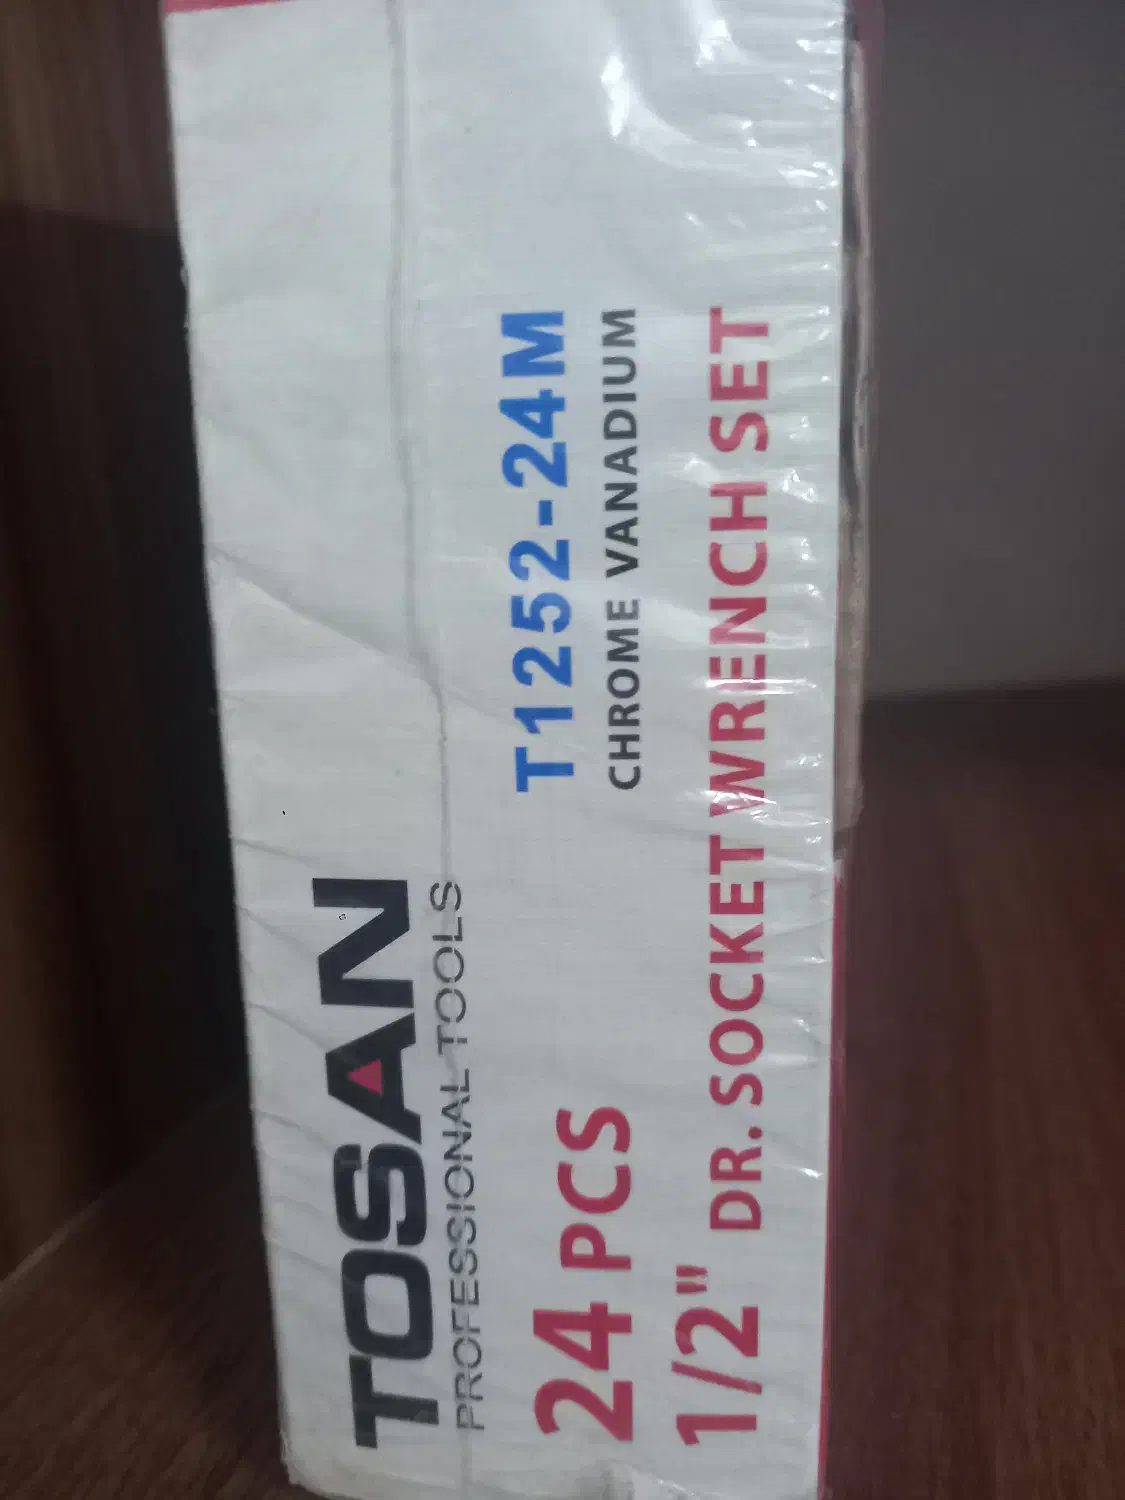 TOSAN
PROFESSIONAL TOOLS
24 PCS T1252-24M
CHROME VANADIUM
1/2" DR. SOCKET WRENCH SET